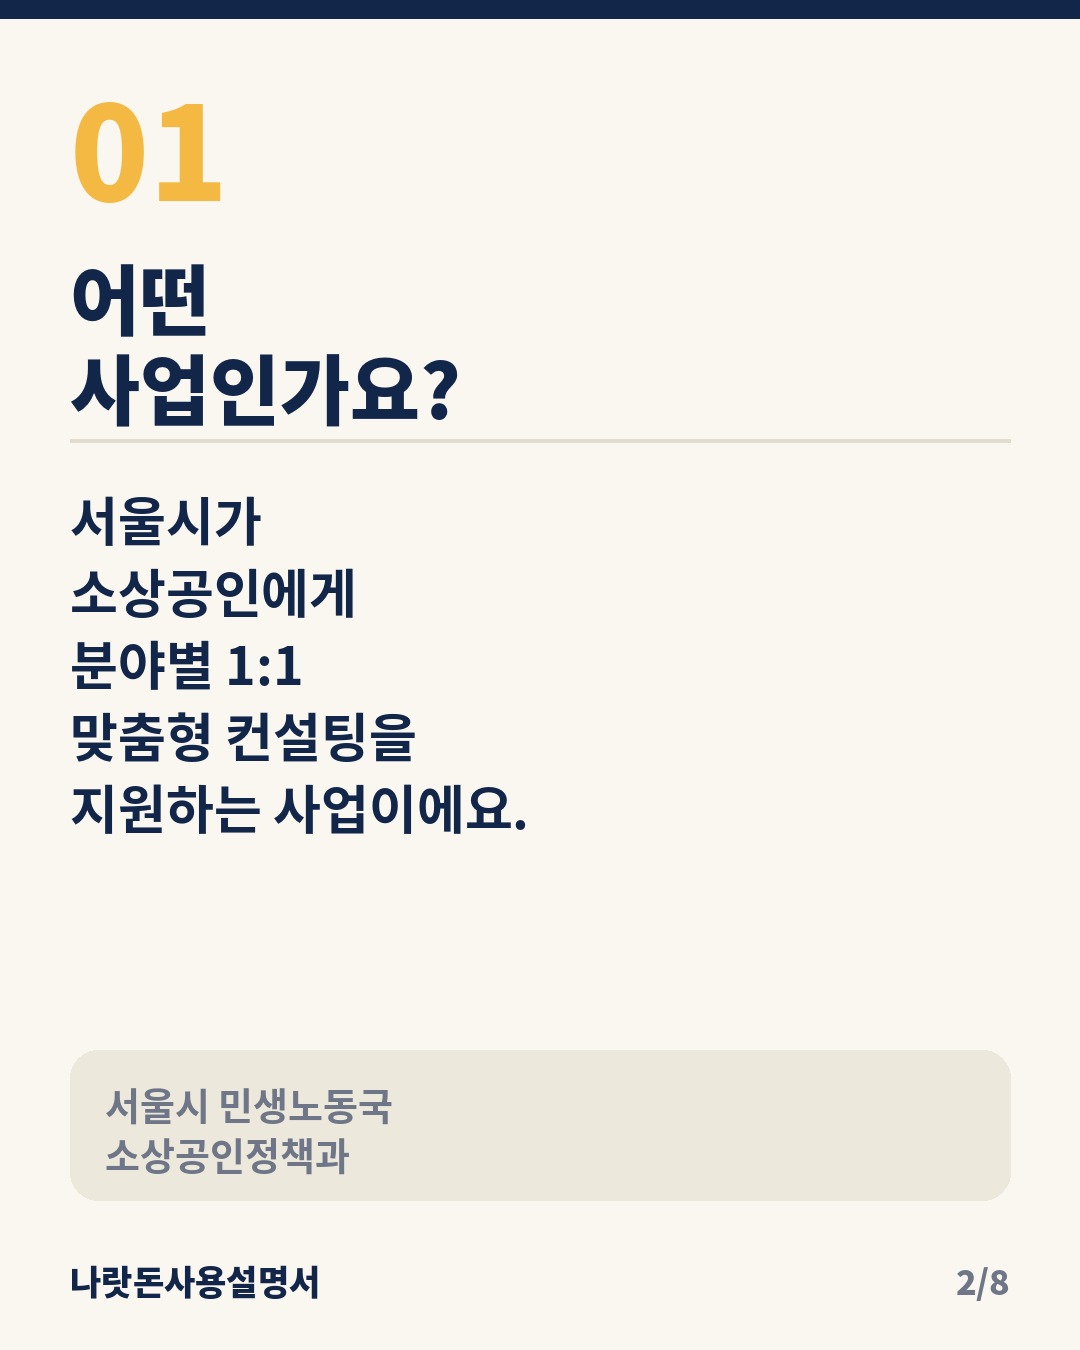 01
어떤
사업인가요?
서울시가
소상공인에게
분야별 1:1
맞춤형 컨설팅을
지원하는 사업이에요.
서울시 민생노동국
소상공인정책과
나랏돈사용설명서
2/8